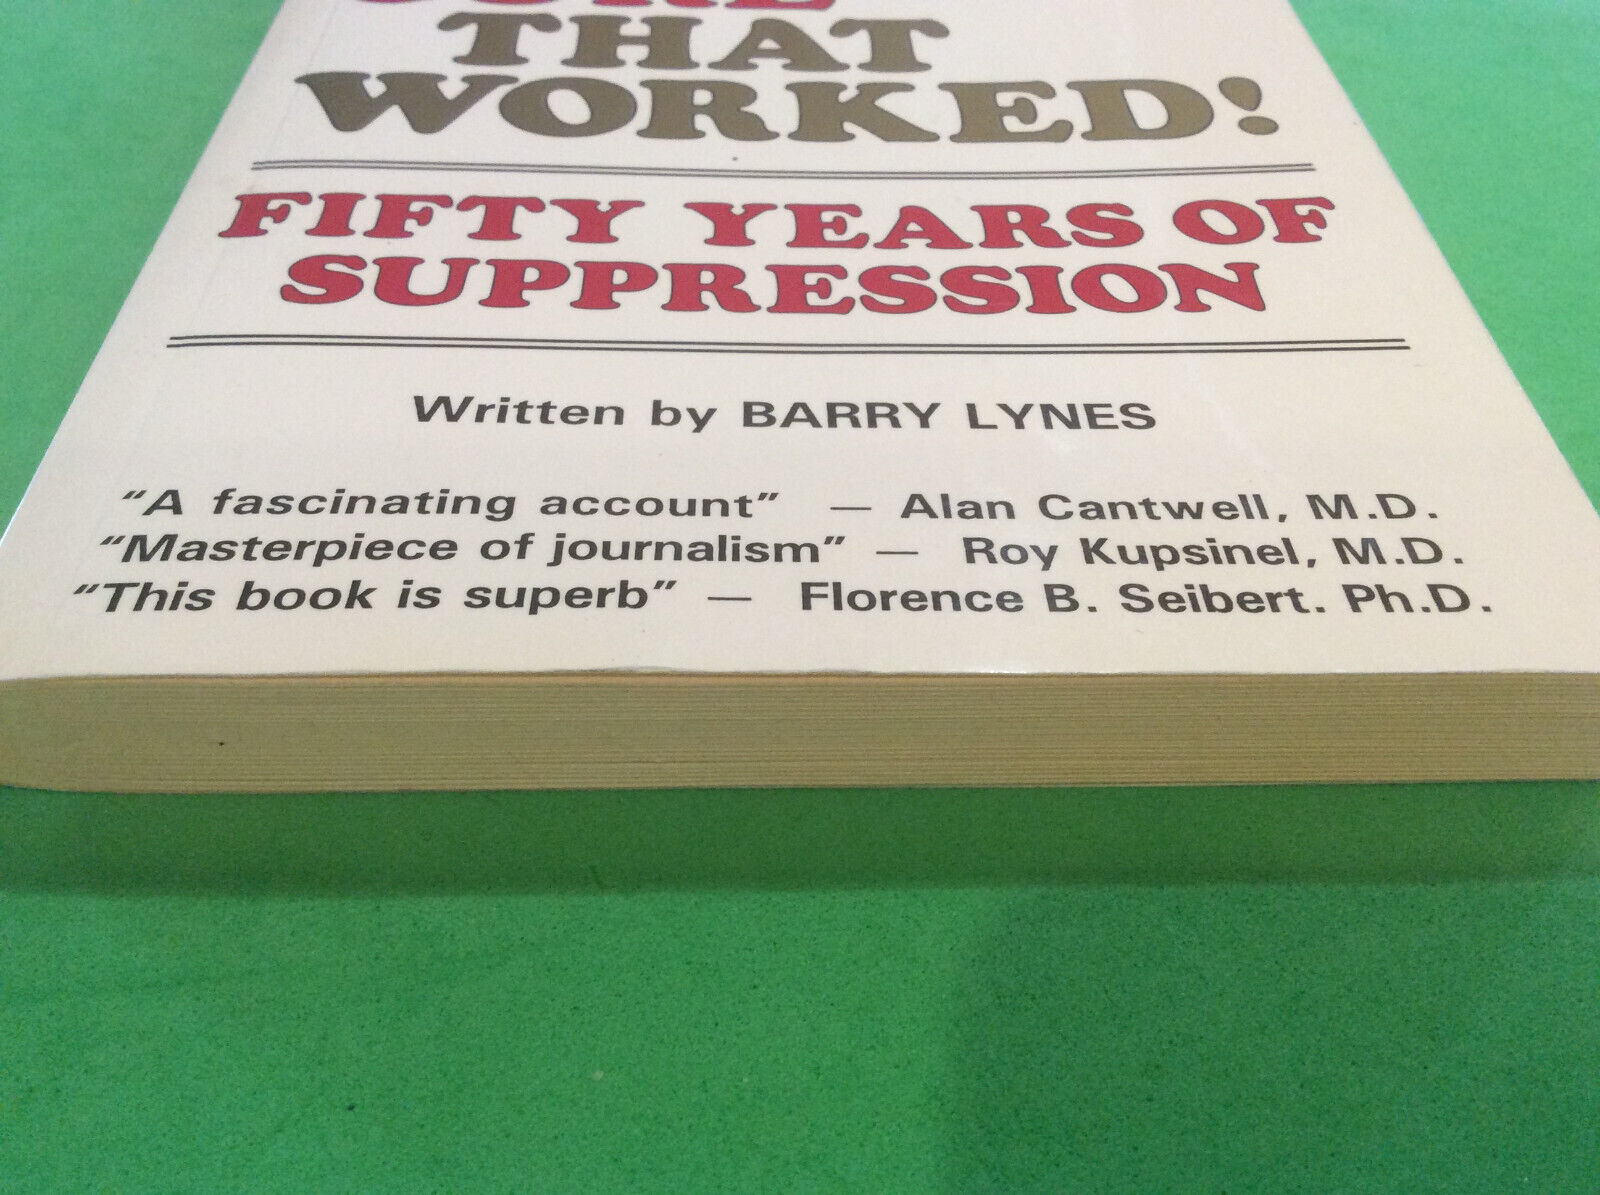 CURE
THAT
WORKED!
FIFTY YEARS OF
SUPPRESSION
Written by BARRY LYNES
"A fascinating account" — Alan Cantwell, M.D.
"Masterpiece of journalism" — Roy Kupsinel, M.D.
"This book is superb" — Florence B. Seibert. Ph.D.